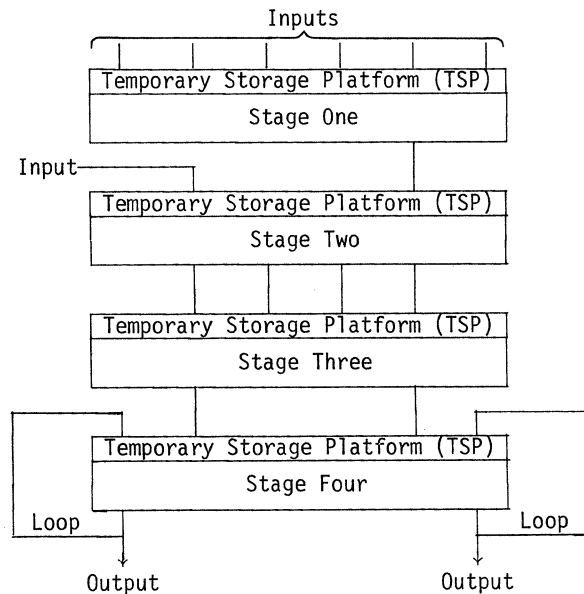 Inputs
Temporary Storage Platform (TSP)
Stage One
Input
Temporary Storage Platform (TSP)
Stage Two
Temporary Storage Platform (TSP)
Stage Three
Temporary Storage Platform (TSP)
Stage Four
Loop
Loop
Output
Output